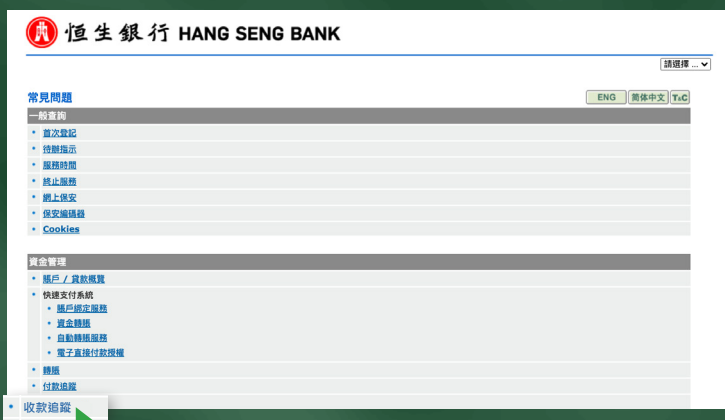 恒生銀行 HANG SENG BANK
請選擇 ...
常見問題
ENG 简体中文 T&C
一般查詢
首次登記
待辦指示
服務時間
終止服務
網上保安
保安編碼器
Cookies
資金管理
賬戶 / 貸款概覽
快速支付系統
賬戶綁定服務
資金轉賬
自動轉賬服務
電子直接付款授權
轉賬
付款追蹤
收款追蹤